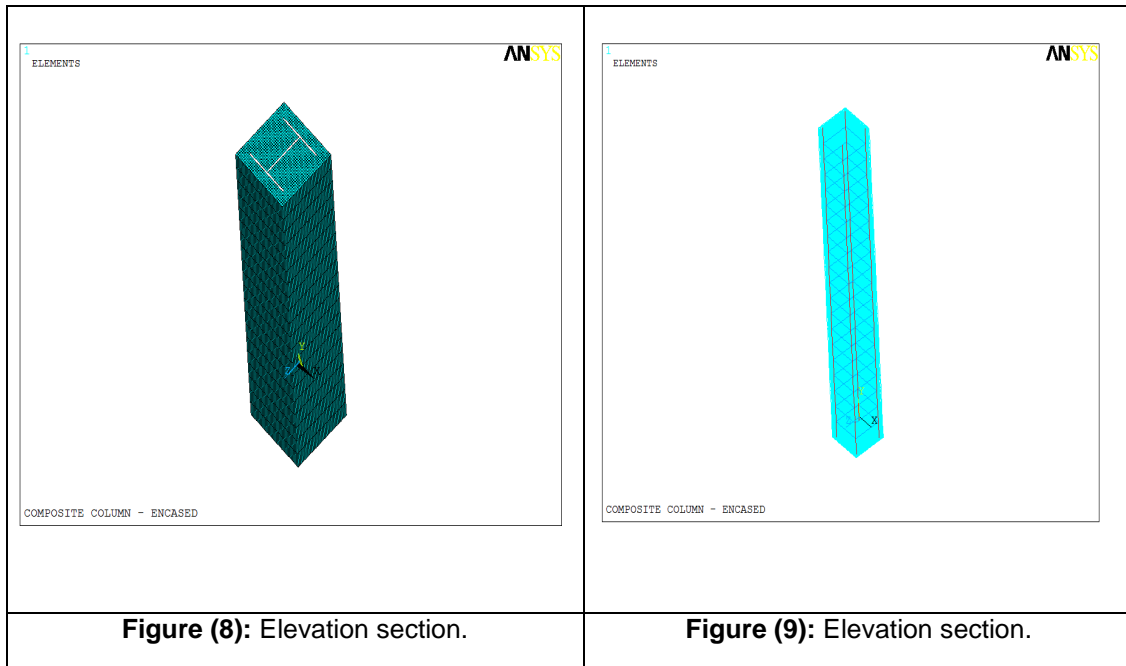 1
ELEMENTS
ANSYS
Y
Z
X
COMPOSITE COLUMN - ENCASED
Figure (8): Elevation section.
1
ELEMENTS
ANSYS
Y
Z
X
COMPOSITE COLUMN - ENCASED
Figure (9): Elevation section.